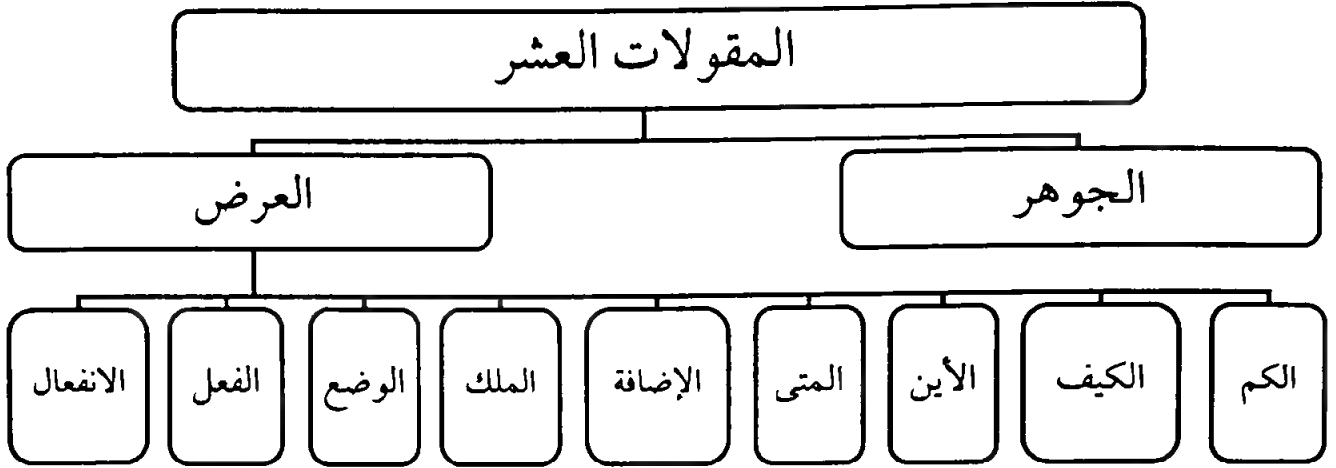 المقولات العشر
الجوهر
العرض
الكم
الكيف
الأين
المتى
الإضافة
الملك
الوضع
الفعل
الانفعال